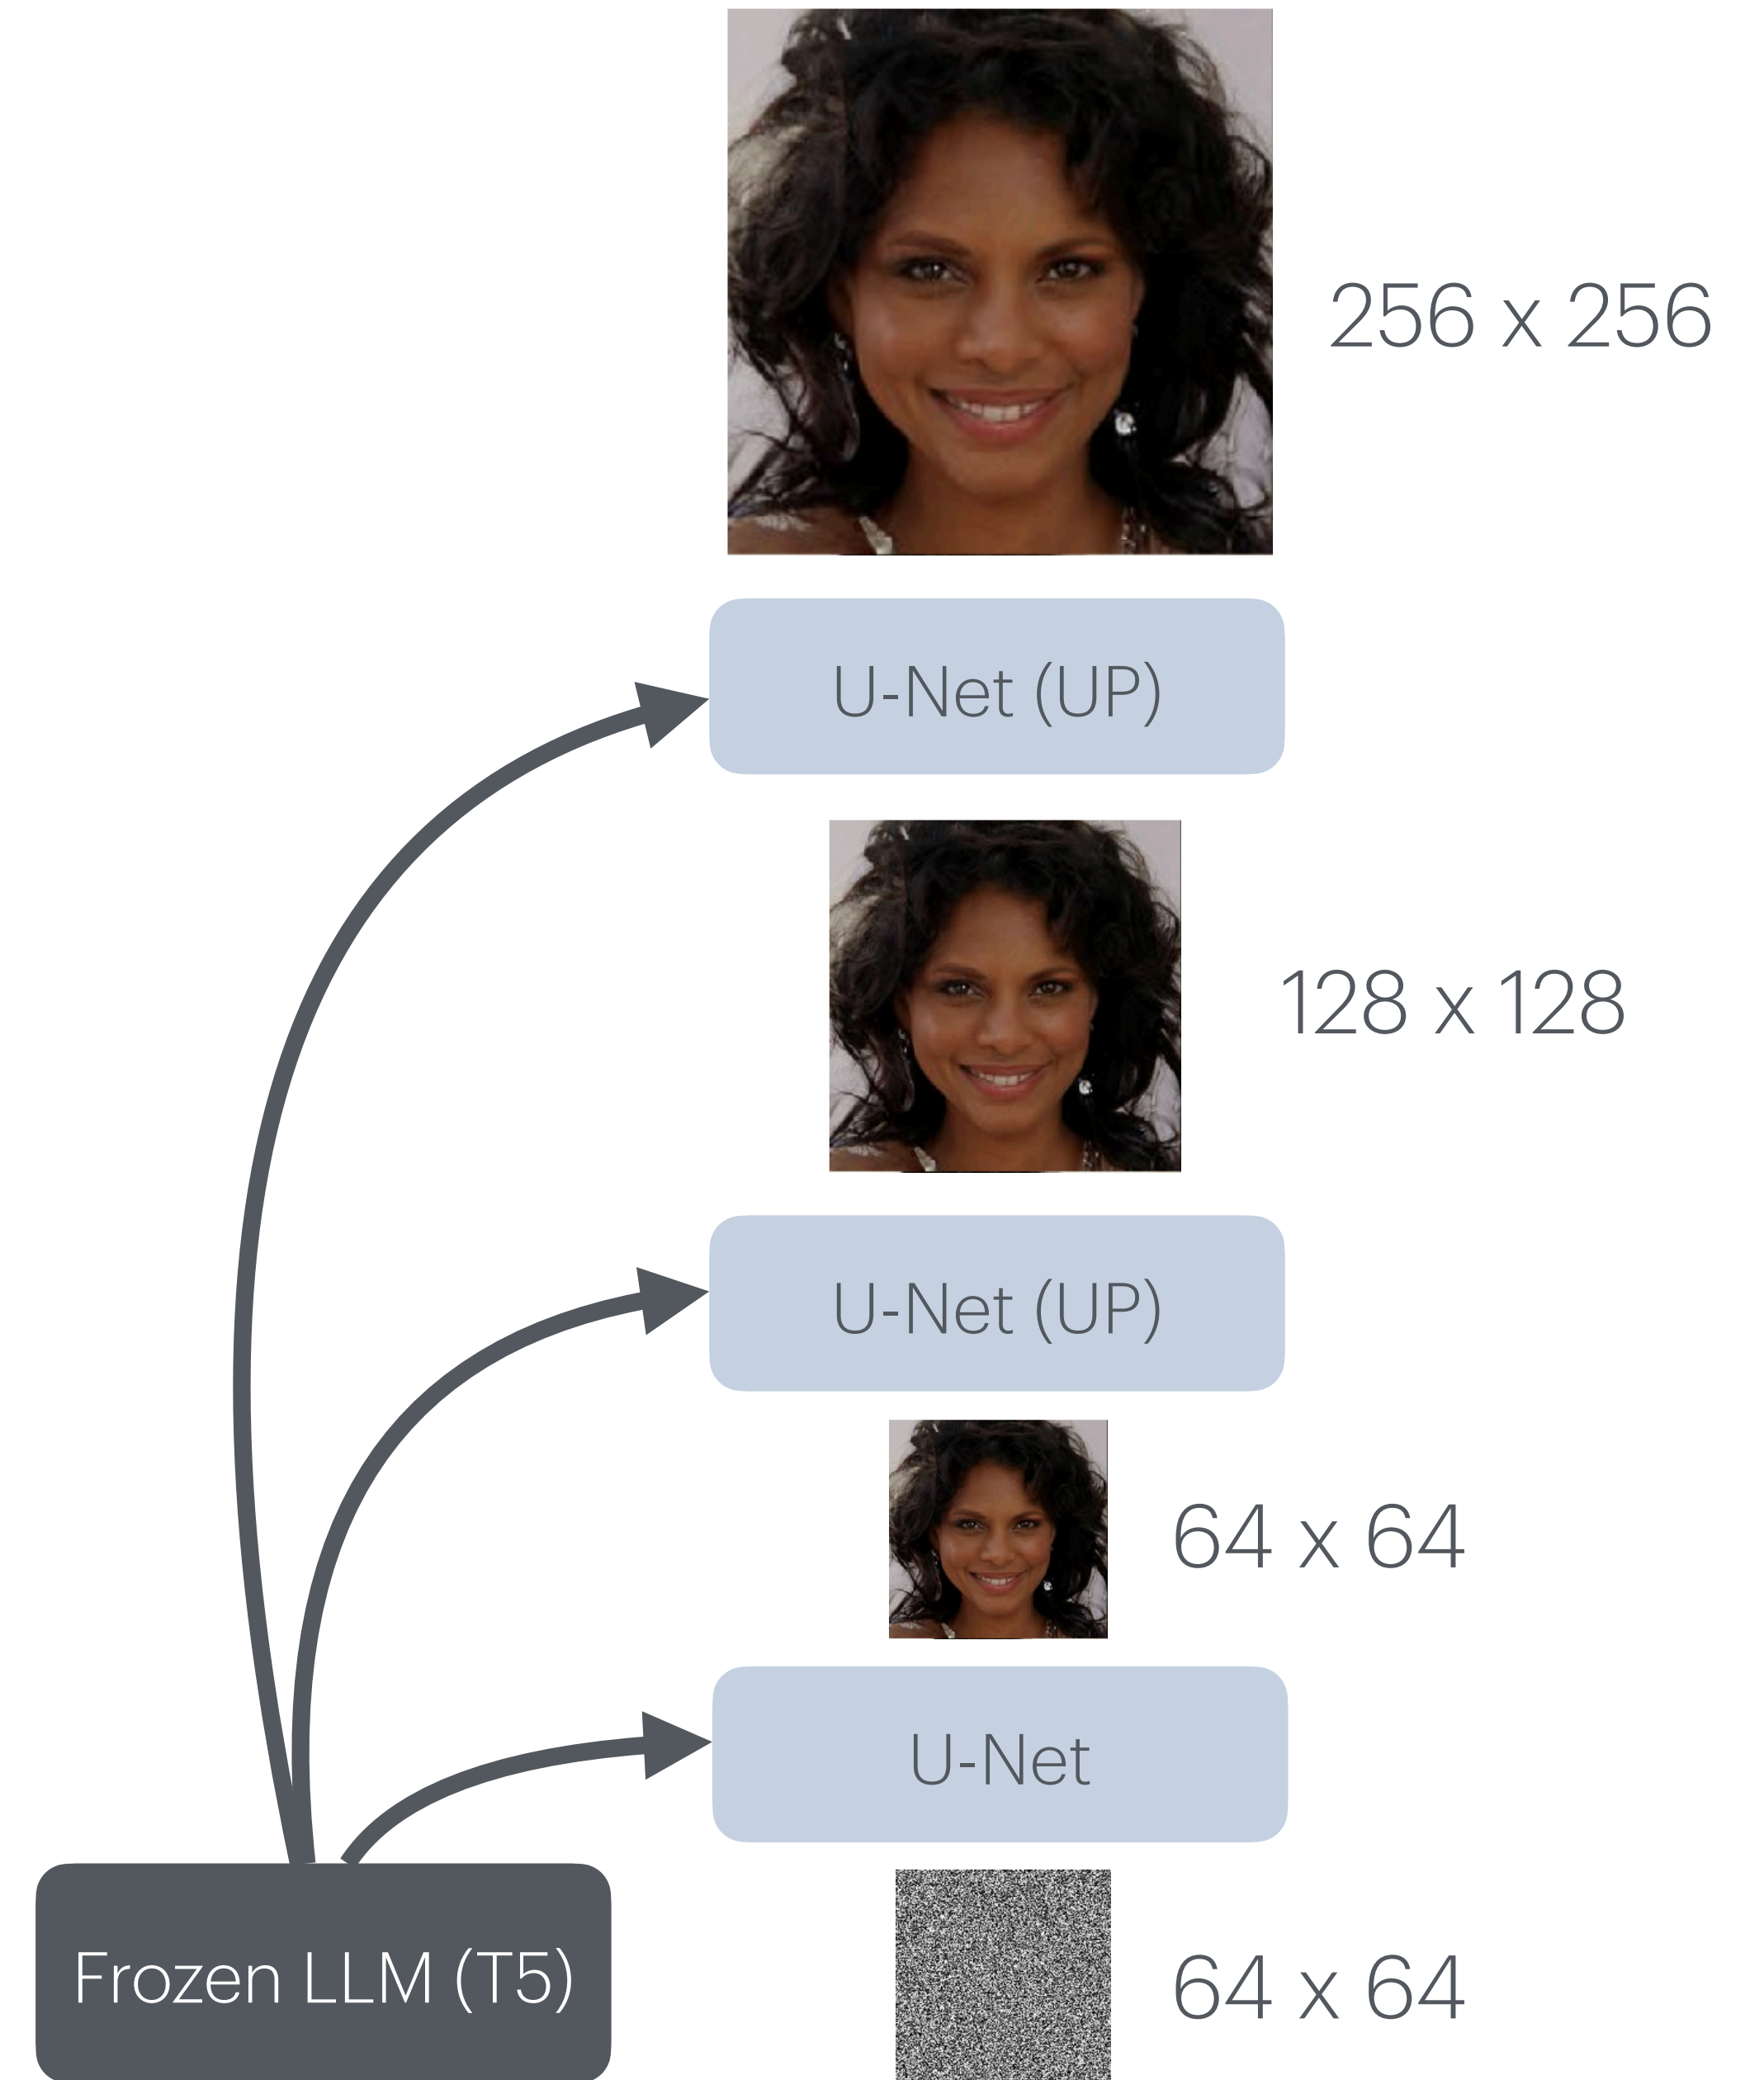 256 x 256
U-Net (UP)
128 x 128
U-Net (UP)
64 x 64
U-Net
Frozen LLM (T5)
64 x 64